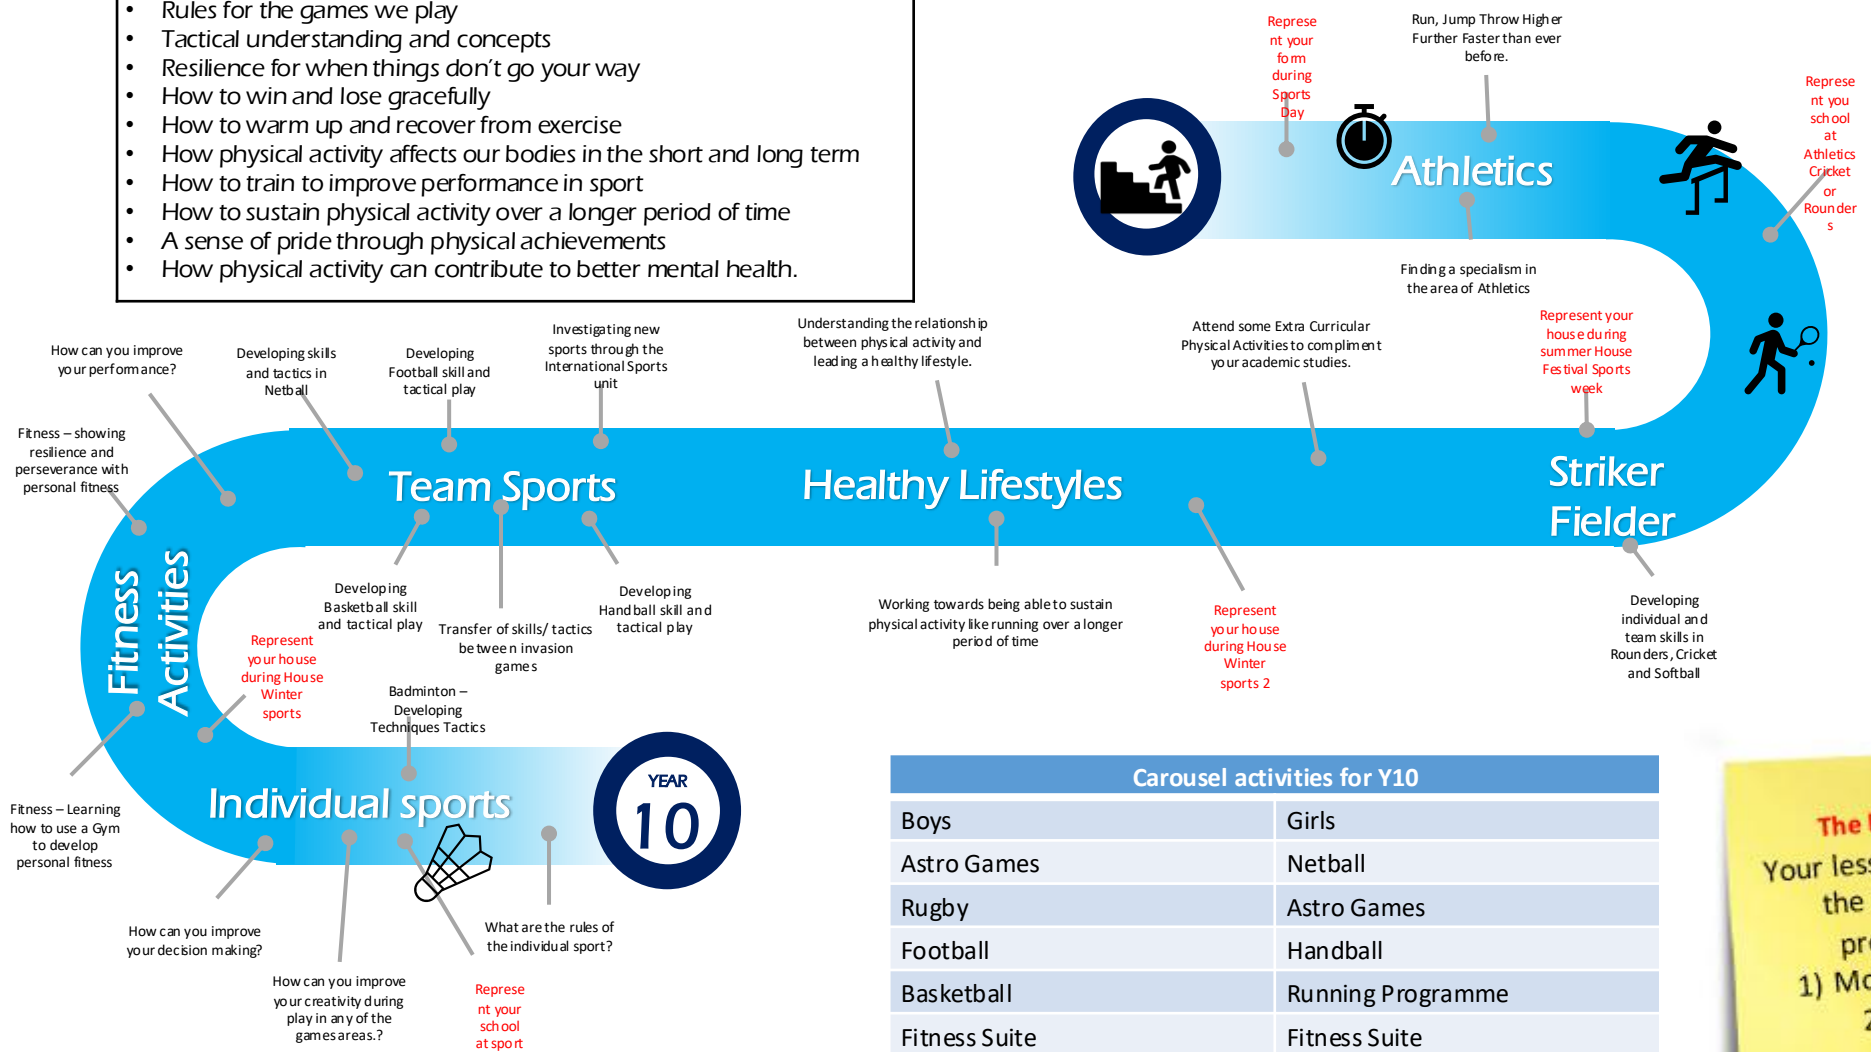 • Rules for the games we play
• Tactical understanding and concepts
• Resilience for when things don't go your way
• How to win and lose gracefully
• How to warm up and recover from exercise
• How physical activity affects our bodies in the short and long term
• How to train to improve performance in sport
• How to sustain physical activity over a longer period of time
• A sense of pride through physical achievements
• How physical activity can contribute to better mental health.
Represe
nt your
form
during
Sports
Day
Run, Jump Throw Higher
Further Faster than ever
before.
Represe
nt you
school
at
Athletics
Cricket
or
Rounder
s
Athletics
Finding a specialism in
the area of Athletics
How can you improve
your performance?
Developing skills
and tactics in
Netball
Developing
Football skill and
tactical play
Investigating new
sports through the
International Sports
unit
Understanding the relationship
between physical activity and
leading a healthy lifestyle.
Attend some Extra Curricular
Physical Activities to compliment
your academic studies.
Represent your
house during
summer House
Festival Sports
week
Fitness – showing
resilience and
perseverance with
personal fitness
Team Sports
Healthy Lifestyles
Striker
Fielder
Fitness
Activities
Developing
Basketball skill
and tactical play
Transfer of skills/ tactics
between invasion
games
Developing
Handball skill and
tactical play
Working towards being able to sustain
physical activity like running over a longer
period of time
Represent
your house
during House
Winter
sports 2
Developing
individual and
team skills in
Rounders, Cricket
and Softball
Represent
your house
during House
Winter
sports
Badminton –
Developing
Techniques Tactics
Individual sports
YEAR
10
Fitness – Learning
how to use a Gym
to develop
personal fitness
How can you improve
your decision making?
How can you improve
your creativity during
play in any of the
games areas.?
Represe
nt your
school
at sport
What are the rules of
the individual sport?
Carousel activities for Y10
Boys Girls
Astro Games Netball
Rugby Astro Games
Football Handball
Basketball Running Programme
Fitness Suite Fitness Suite
The
Your
the
1)